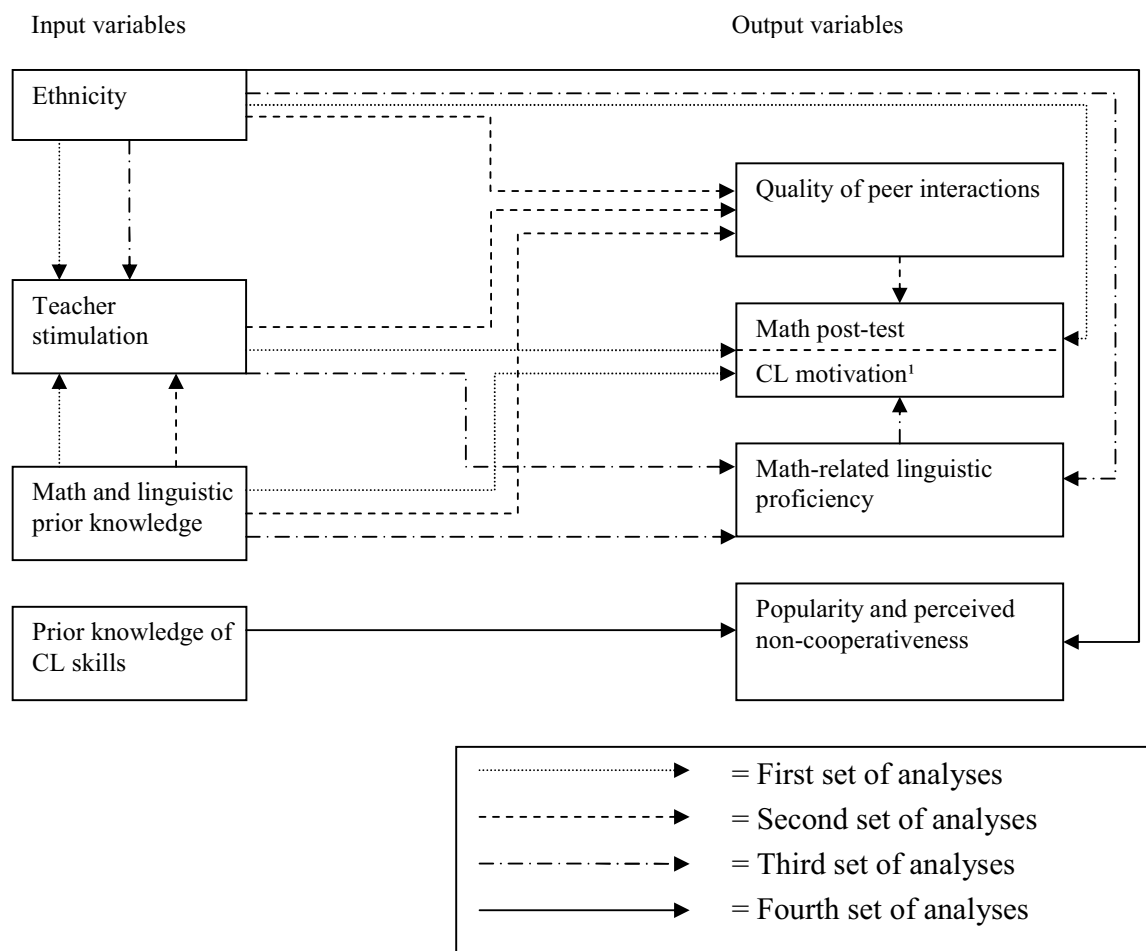 Input variables
Output variables
Ethnicity
Quality of peer interactions
Teacher
stimulation
Math post-test
CL motivation¹
Math and linguistic
prior knowledge
Math-related linguistic
proficiency
Prior knowledge of
CL skills
Popularity and perceived
non-cooperativeness
= First set of analyses
= Second set of analyses
= Third set of analyses
= Fourth set of analyses